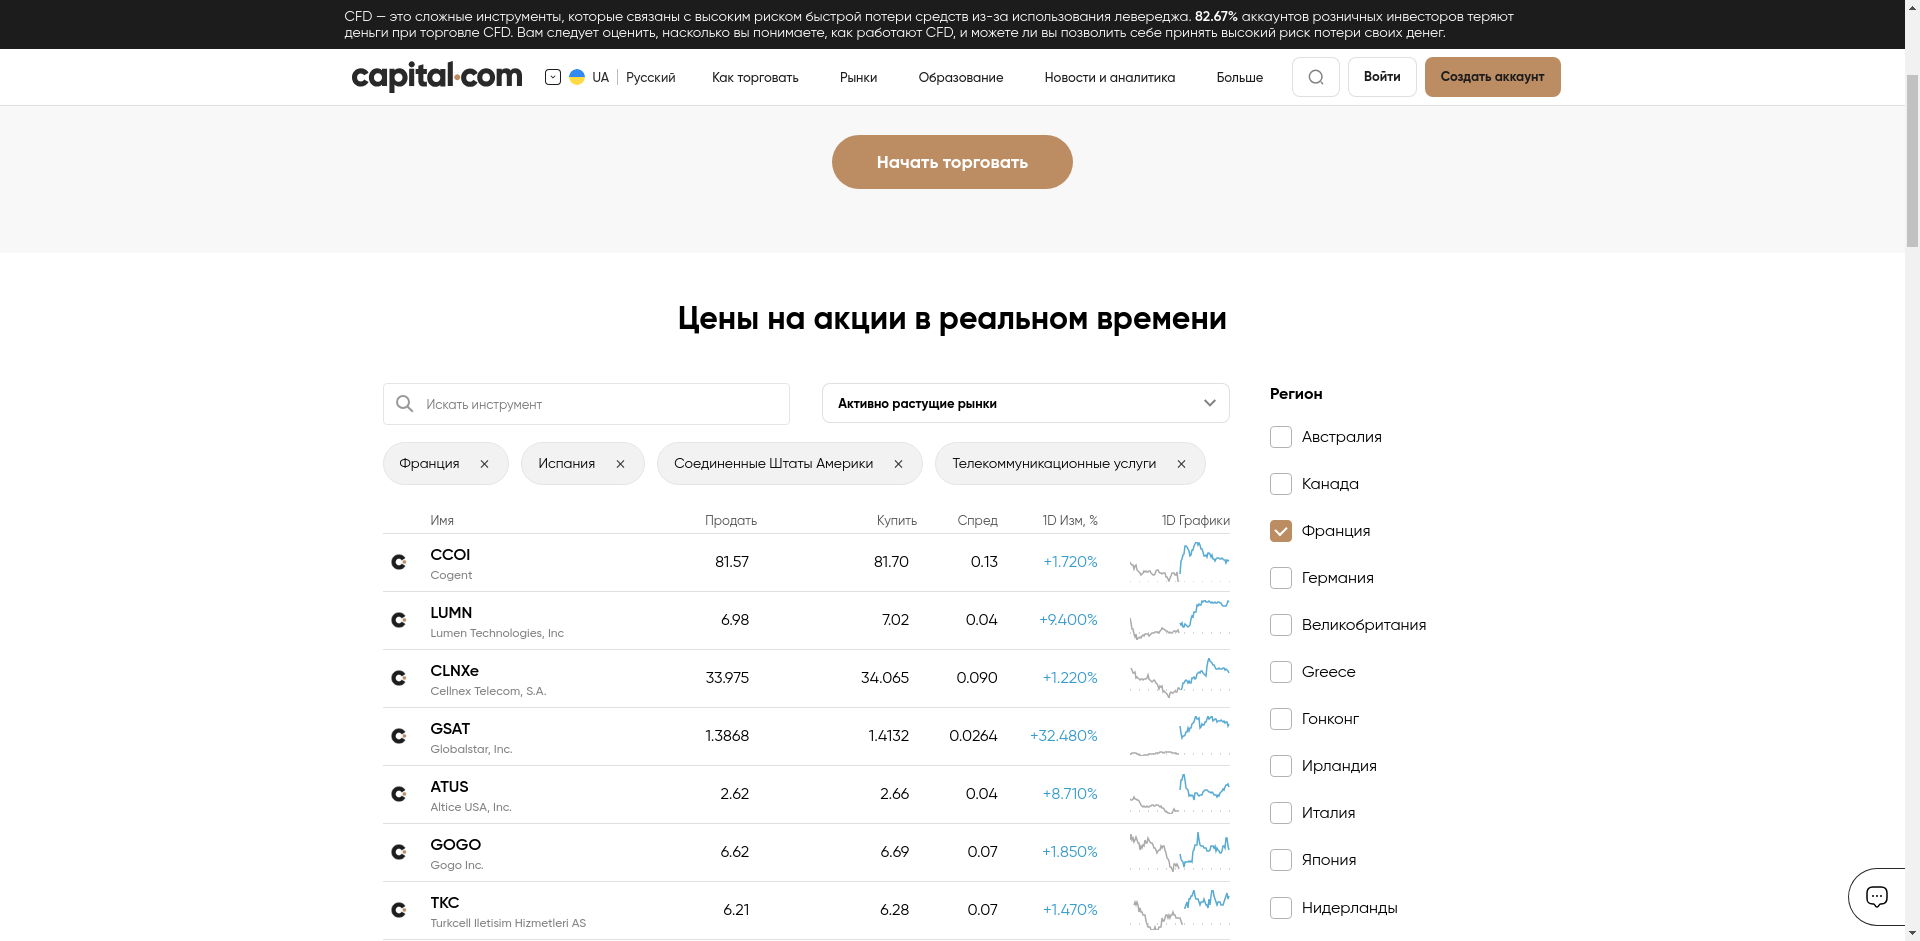 CFD — это сложные инструменты, которые связаны с высоким риском быстрой потери средств из-за использования левереджа. 82.67% аккаунтов розничных инвесторов теряют
деньги при торговле CFD. Вам следует оценить, насколько вы понимаете, как работают CFD, и можете ли вы позволить себе принять высокий риск потери своих денег.
capital.com UA Русский Как торговать Рынки Образование Новости и аналитика Больше Войти Создать аккаунт
Начать торговать
Цены на акции в реальном времени
Искать инструмент Активно растущие рынки
Франция Испания Соединенные Штаты Америки Телекоммуникационные услуги
Имя Продать Купить Спред 1D Изм, % 1D Графики
CCOI 81.57 81.70 0.13 +1.720%
Cogent
LUMN 6.98 7.02 0.04 +9.400%
Lumen Technologies, Inc
CLNXe 33.975 34.065 0.090 +1.220%
Cellnex Telecom, S.A.
GSAT 1.3868 1.4132 0.0264 +32.480%
Globalstar, Inc.
ATUS 2.62 2.66 0.04 +8.710%
Altice USA, Inc.
GOGO 6.62 6.69 0.07 +1.850%
Gogo Inc.
TKC 6.21 6.28 0.07 +1.470%
Turkcell Iletisim Hizmetleri AS
Регион
Австралия
Канада
Франция
Германия
Великобритания
Greece
Гонконг
Ирландия
Италия
Япония
Нидерланды